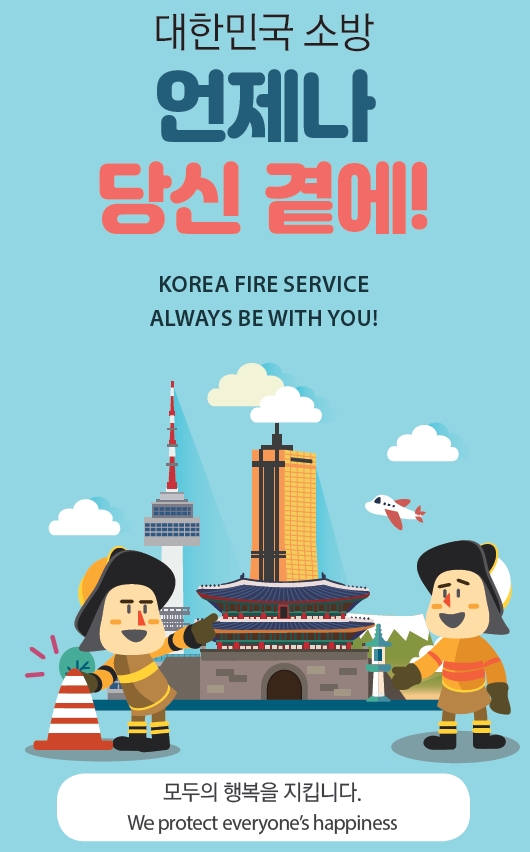 대한민국 소방
언제나
당신 곁에!
KOREA FIRE SERVICE
ALWAYS BE WITH YOU!
모두의 행복을 지킵니다.
We protect everyone's happiness